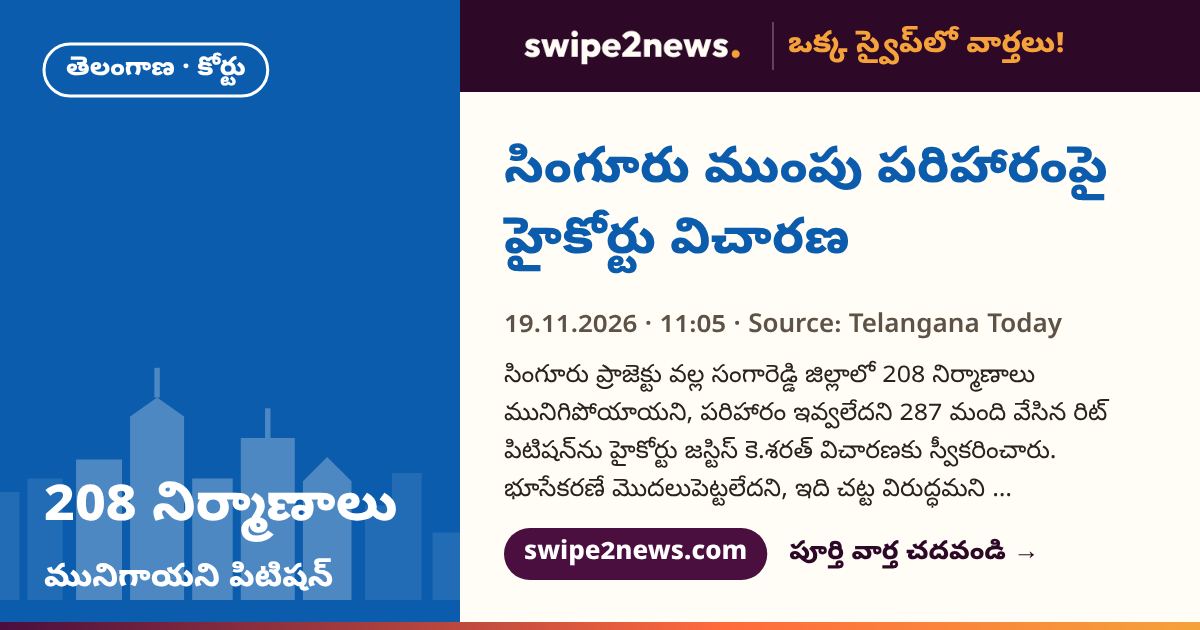 తెలంగాణ · కోర్టు
208 నిర్మాణాలు
మునిగాయని పిటిషన్
swipe2news.
ఒక్క స్వైప్‌లో వార్తలు!
సింగూరు ముంపు పరిహారంపై
హైకోర్టు విచారణ
19.11.2026 · 11:05 · Source: Telangana Today
సింగూరు ప్రాజెక్టు వల్ల సంగారెడ్డి జిల్లాలో 208 నిర్మాణాలు
మునిగిపోయాయని, పరిహారం ఇవ్వలేదని 287 మంది వేసిన రిట్
పిటిషన్‌ను హైకోర్టు జస్టిస్ కె.శరత్ విచారణకు స్వీకరించారు.
భూసేకరణే మొదలుపెట్టలేదని, ఇది చట్ట విరుద్ధమని ...
swipe2news.com
పూర్తి వార్త చదవండి →